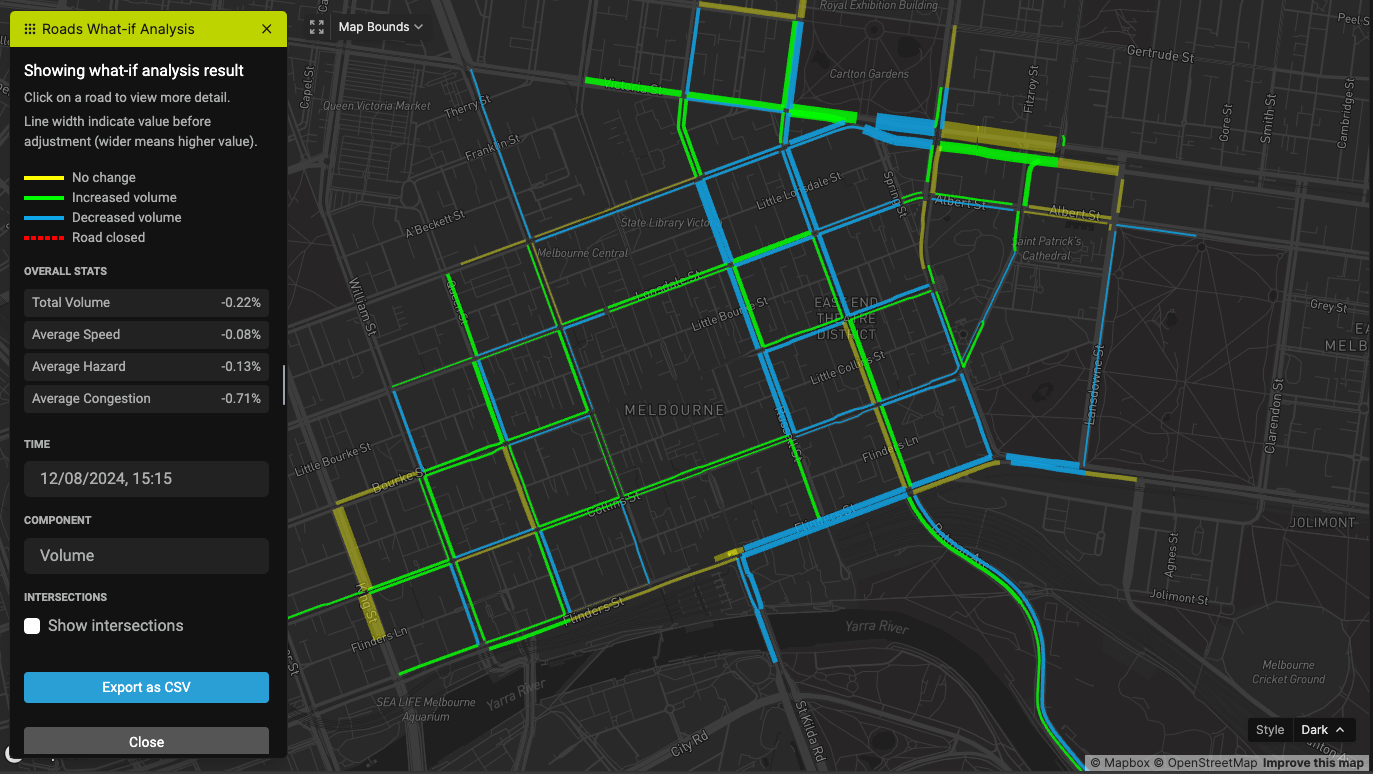 Roads What-if Analysis
Showing what-if analysis result
Click on a road to view more detail.
Line width indicate value before
adjustment (wider means higher value).
No change
Increased volume
Decreased volume
Road closed
OVERALL STATS
Total Volume -0.22%
Average Speed -0.08%
Average Hazard -0.13%
Average Congestion -0.71%
TIME
12/08/2024, 15:15
COMPONENT
Volume
INTERSECTIONS
Show intersections
Export as CSV
Close
Map Bounds
Royal Exhibition Building
Peel S
Gertrude St
Carlton Gardens
Capel St
Queen Victoria Market
Therry St
Victoria St
Fitzroy St
Gore St
Smith St
Cambridge St
Franklin St
A'Beckett St
Little Lonsdale St
Spring St
Albert St
Albert St
State Library Victoria
Melbourne Central
Saint Patrick's
Cathedral
William St
Queen St
Lonsdale St
Little Bourke St
EAST END
THEATRE
DISTRICT
Grey St
MELB
Little Collins St
Lansdowne St
Clarendon St
MELBOURNE
Russell St
Flinders Ln
Little Bourke St
Bourke S
Collins St
Flinders St
Batman Av
JOLIMONT
Agnes St
Jolimont St
King St
Flinders Ln
Flinders St
Yarra River
Yarra River
Melbourne
Cricket Ground
SEA LIFE Melbourne
Aquarium
City Rd
St Kilda Rd
Style
Dark
© Mapbox © OpenStreetMap Improve this map